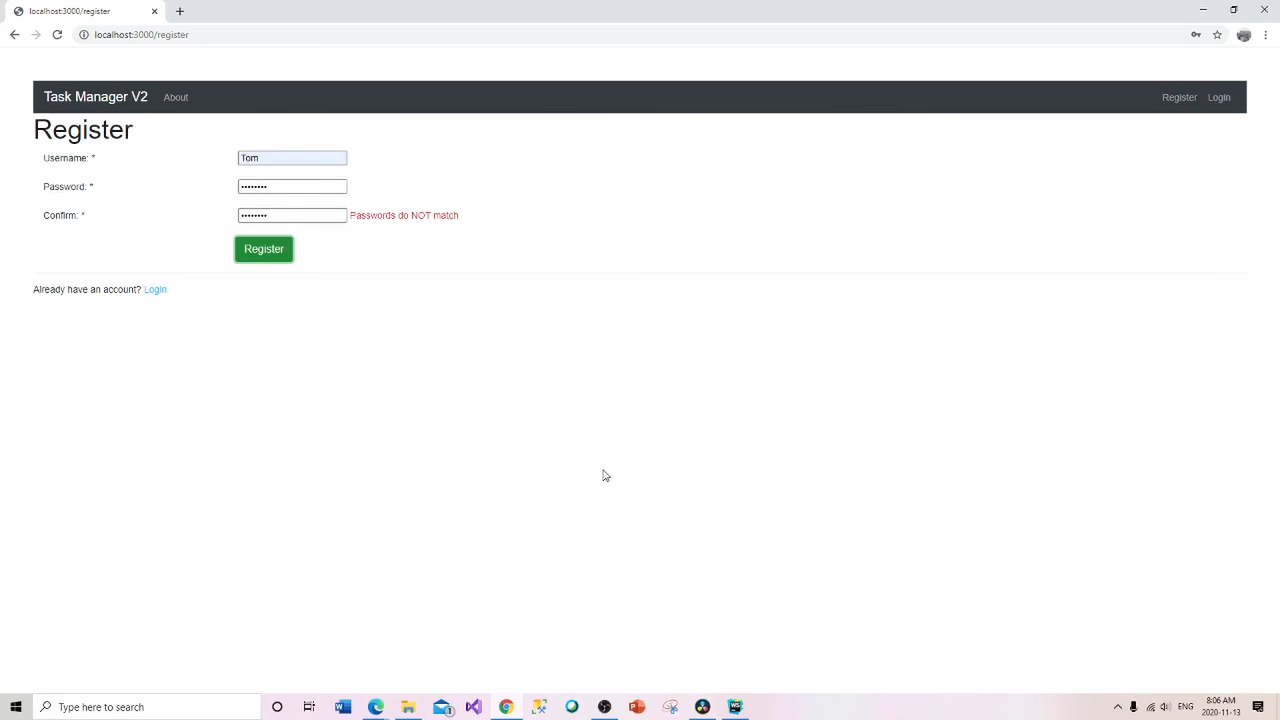 localhost:3000/register
localhost:3000/register
Task Manager V2 About Register Login
Register
Username: * Tom
Password: * ••••••••
Confirm: * •••••••• Passwords do NOT match
Register
Already have an account? Login
Type here to search
8:06 AM
ENG
2020-11-13